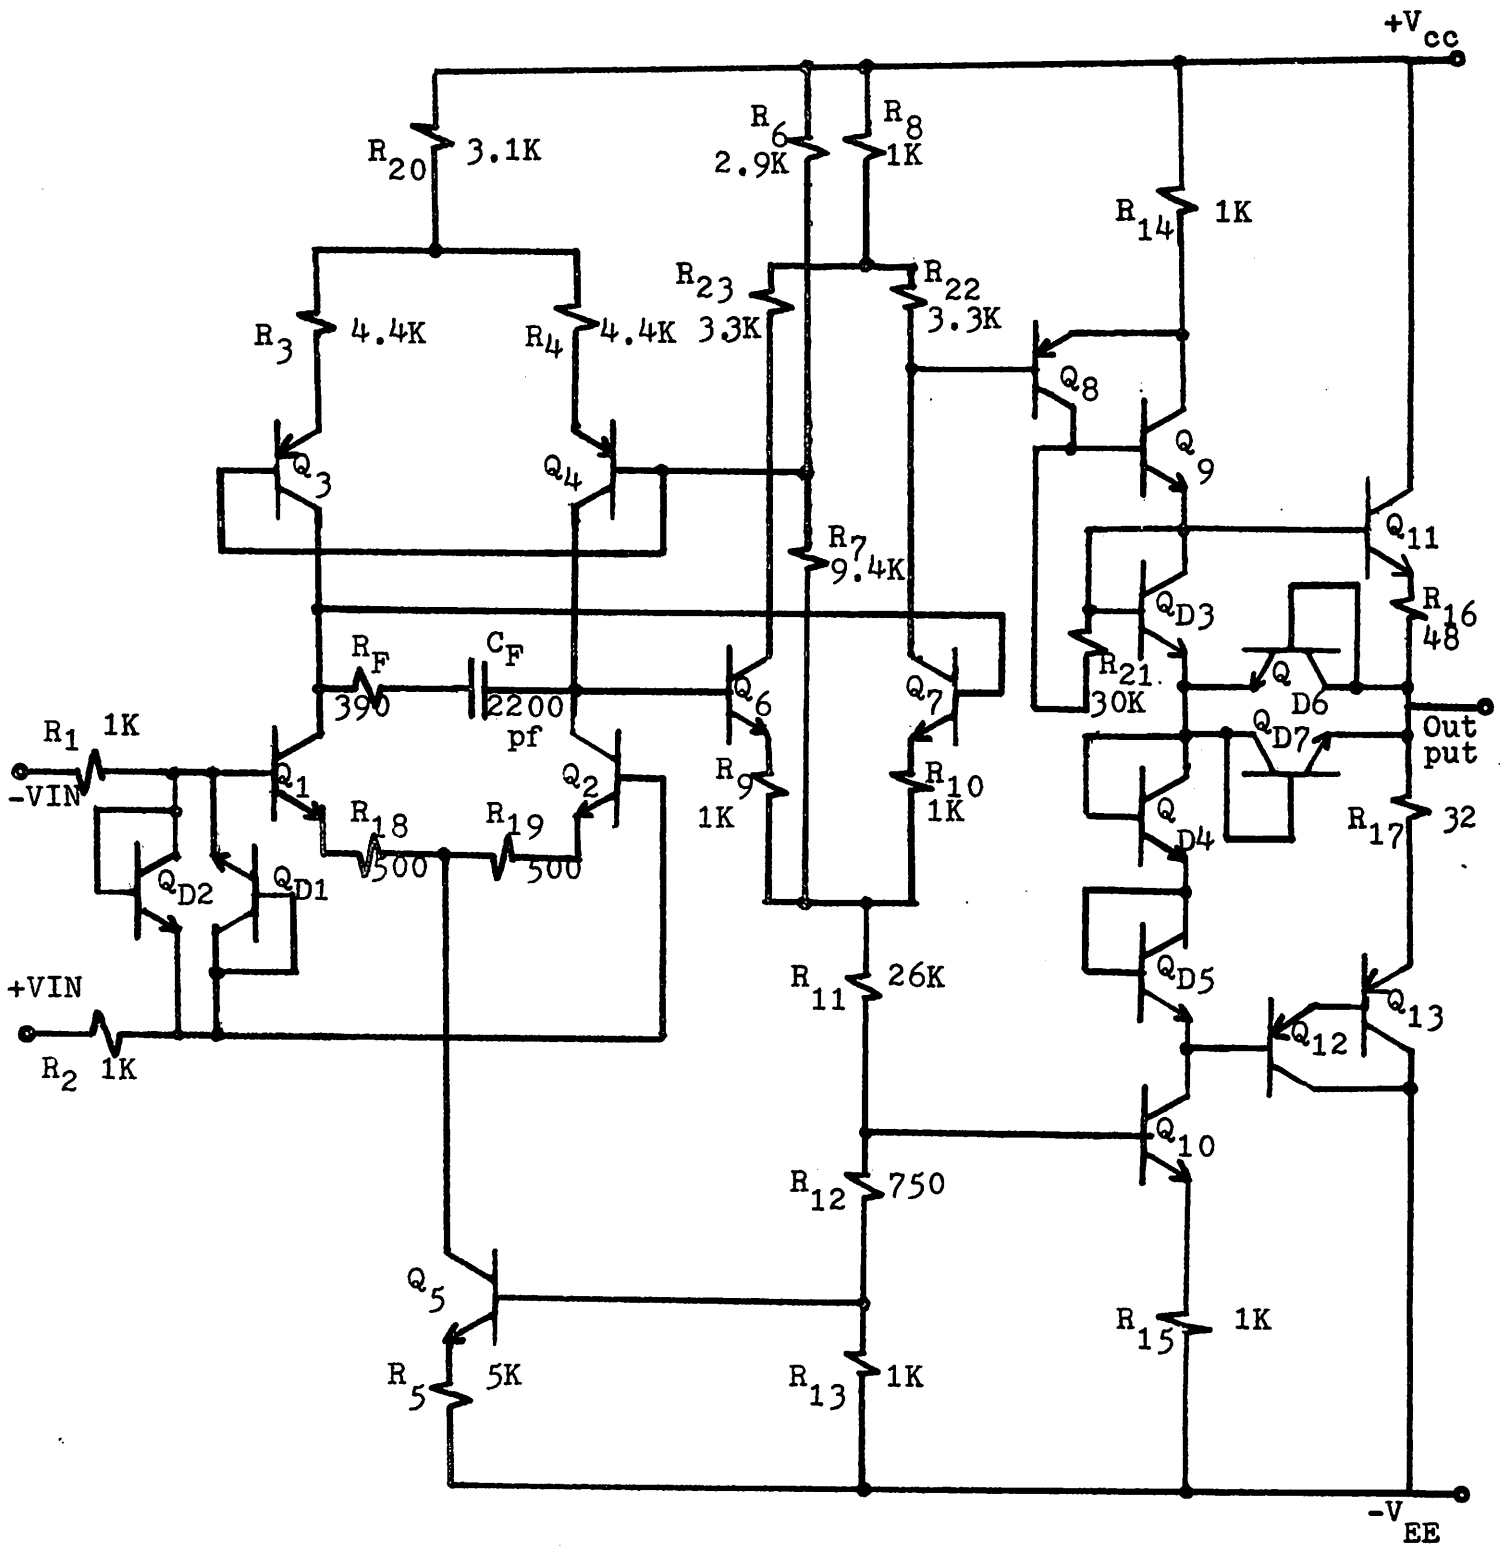 +Vcc
R20 3.1K
R6 2.9K
R8 1K
R14 1K
R3 4.4K
R4 4.4K
R23 3.3K
R22 3.3K
Q3
Q4
Q8
Q9
R7 9.4K
Q11
QD3
R16 48
RF 390
CF 2200 pf
Q6
Q7
R21 30K
QD6
Output
R1 1K
-VIN
Q1
Q2
R9 1K
R10 1K
QD7
R18 500
R19 500
QD4
R17 32
QD2
QD1
+VIN
R2 1K
R11 26K
QD5
Q12
Q13
Q10
R12 750
Q5
R5 5K
R13 1K
R15 1K
-VEE